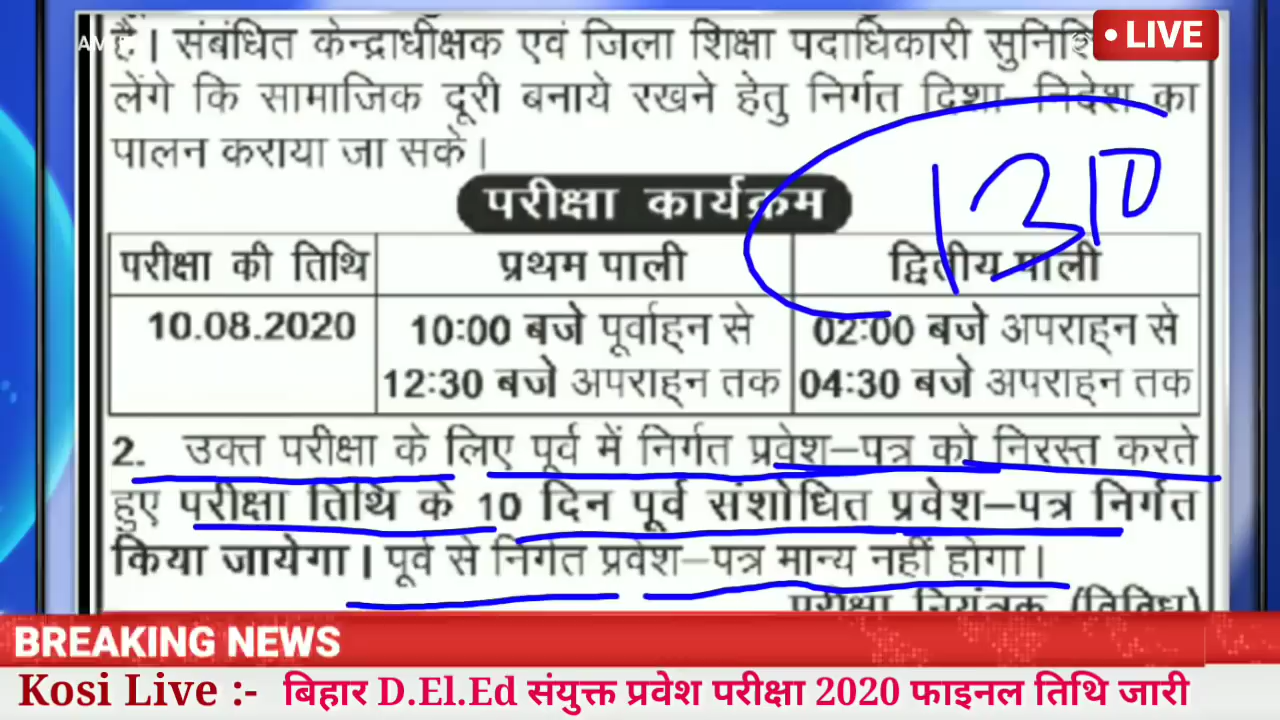 है। संबंधित केन्द्राधीक्षक एवं जिला शिक्षा पदाधिकारी
LIVE
लेंगे कि सामाजिक दूरी बनाये रखने हेतु निर्गत दिशा-निदेश का
पालन कराया जा सके।
परीक्षा कार्यक्रम
परीक्षा की तिथि प्रथम पाली द्वितीय पाली
10.08.2020 10:00 बजे पूर्वाह्न से 02:00 बजे अपराह्न से
12:30 बजे अपराह्न तक 04:30 बजे अपराह्न तक
2. उक्त परीक्षा के लिए पूर्व में निर्गत प्रवेश-पत्र को निरस्त करते
हुए परीक्षा तिथि के 10 दिन पूर्व संशोधित प्रवेश-पत्र निर्गत
किया जायेगा। पूर्व से निर्गत प्रवेश-पत्र मान्य नहीं होगा।
परीक्षा नियंत्रक (विविध)
BREAKING NEWS
Kosi Live :- बिहार D.El.Ed संयुक्त प्रवेश परीक्षा 2020 फाइनल तिथि जारी